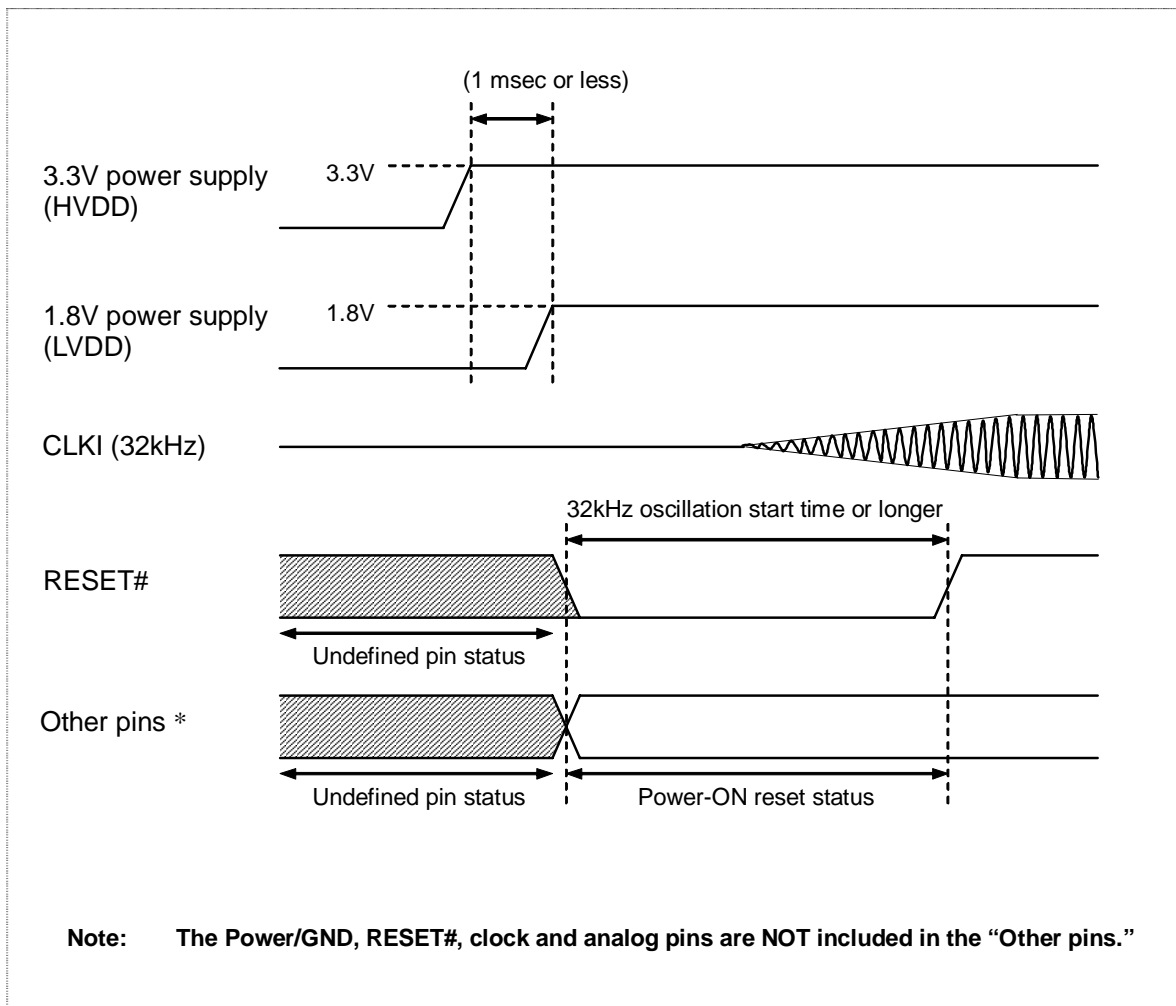 (1 msec or less)
3.3V power supply
(HVDD)
3.3V
1.8V power supply
(LVDD)
1.8V
CLKI (32kHz)
32kHz oscillation start time or longer
RESET#
Undefined pin status
Other pins *
Undefined pin status
Power-ON reset status
Note: The Power/GND, RESET#, clock and analog pins are NOT included in the “Other pins.”